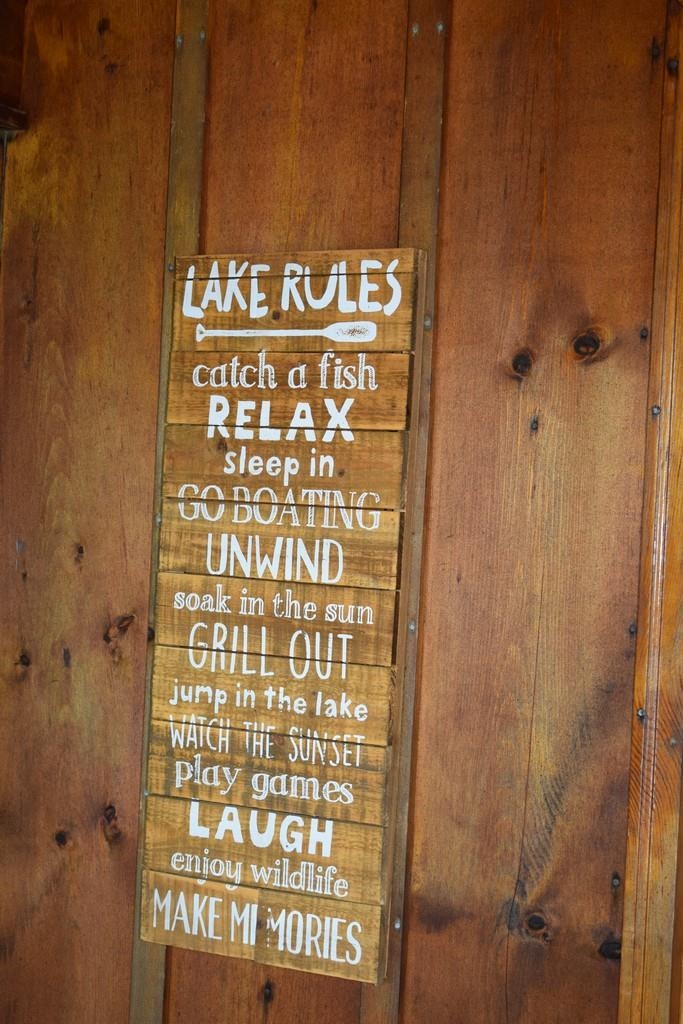 LAKE RULES
catch a fish
RELAX
sleep in
GO BOATING
UNWIND
soak in the sun
GRILL OUT
jump in the lake
WATCH THE SUNSET
play games
LAUGH
enjoy wildlife
MAKE MEMORIES